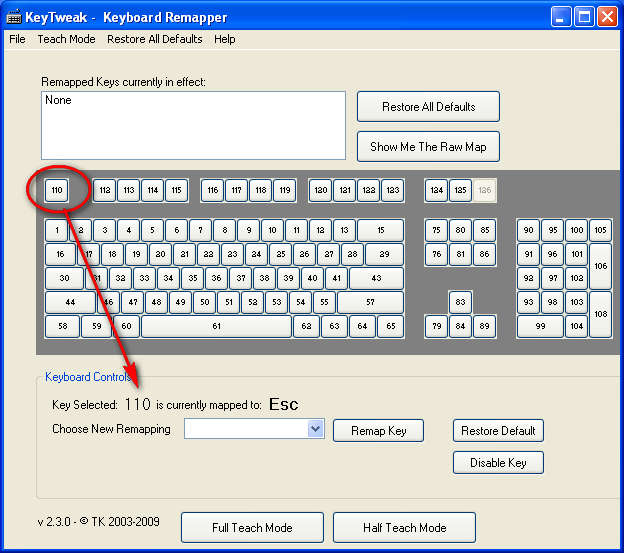 KeyTweak -  Keyboard Remapper
File Teach Mode Restore All Defaults Help
Remapped Keys currently in effect:
None
Restore All Defaults
Show Me The Raw Map
110 112 113 114 115 116 117 118 119 120 121 122 123 124 125 126
1 2 3 4 5 6 7 8 9 10 11 12 13 15 75 80 85 90 95 100 105
16 17 18 19 20 21 22 23 24 25 26 27 28 29 76 81 86 91 96 101 106
30 31 32 33 34 35 36 37 38 39 40 41 43 92 97 102
44 46 47 48 49 50 51 52 53 54 55 57 83 93 98 103 108
58 59 60 61 62 63 64 65 79 84 89 99 104
Keyboard Controls
Key Selected: 110 is currently mapped to: Esc
Choose New Remapping Remap Key Restore Default
Disable Key
v 2.3.0 - © TK 2003-2009 Full Teach Mode Half Teach Mode